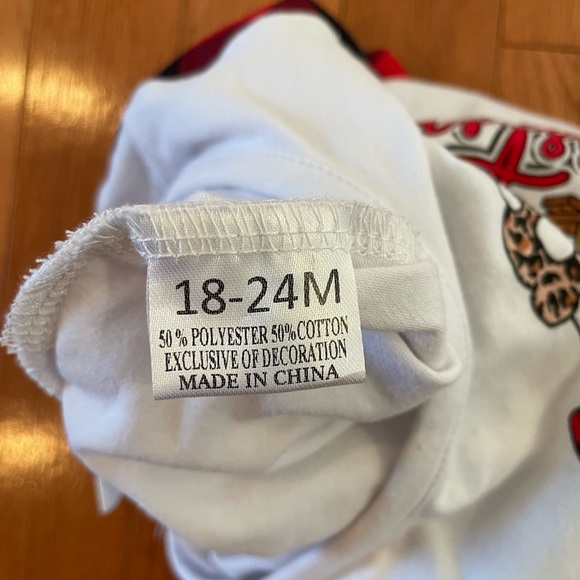 18-24M
50 % POLYESTER 50%COTTON
EXCLUSIVE OF DECORATION
MADE IN CHINA